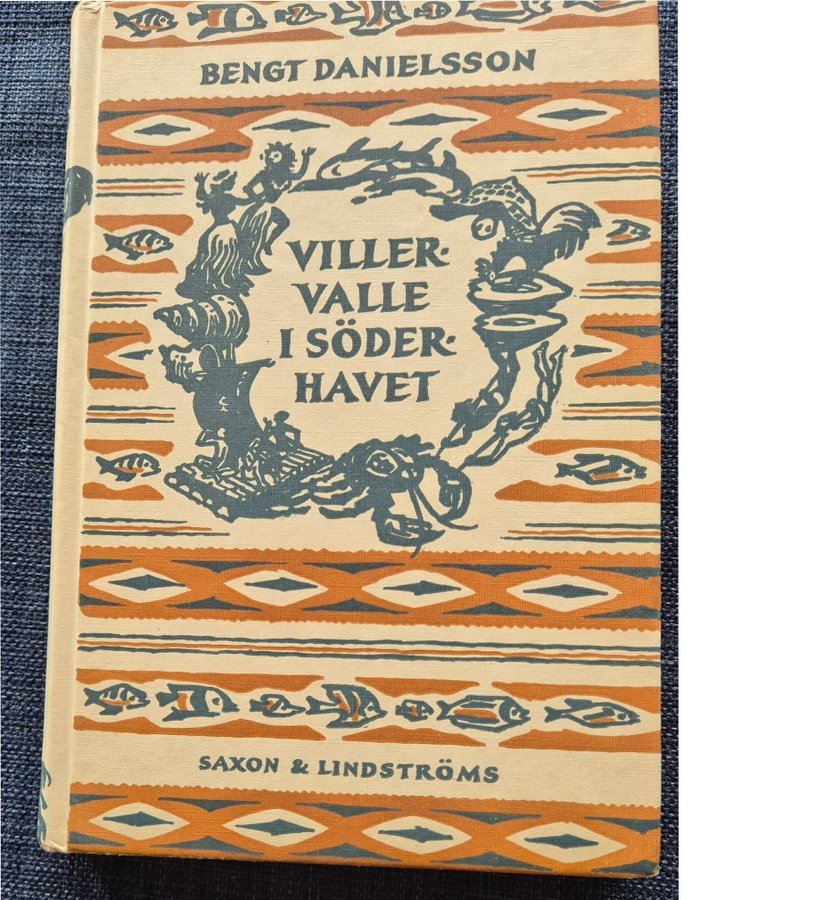 BENGT DANIELSSON
VILLER-
VALLE
I SÖDER-
HAVET
SAXON & LINDSTRÖMS